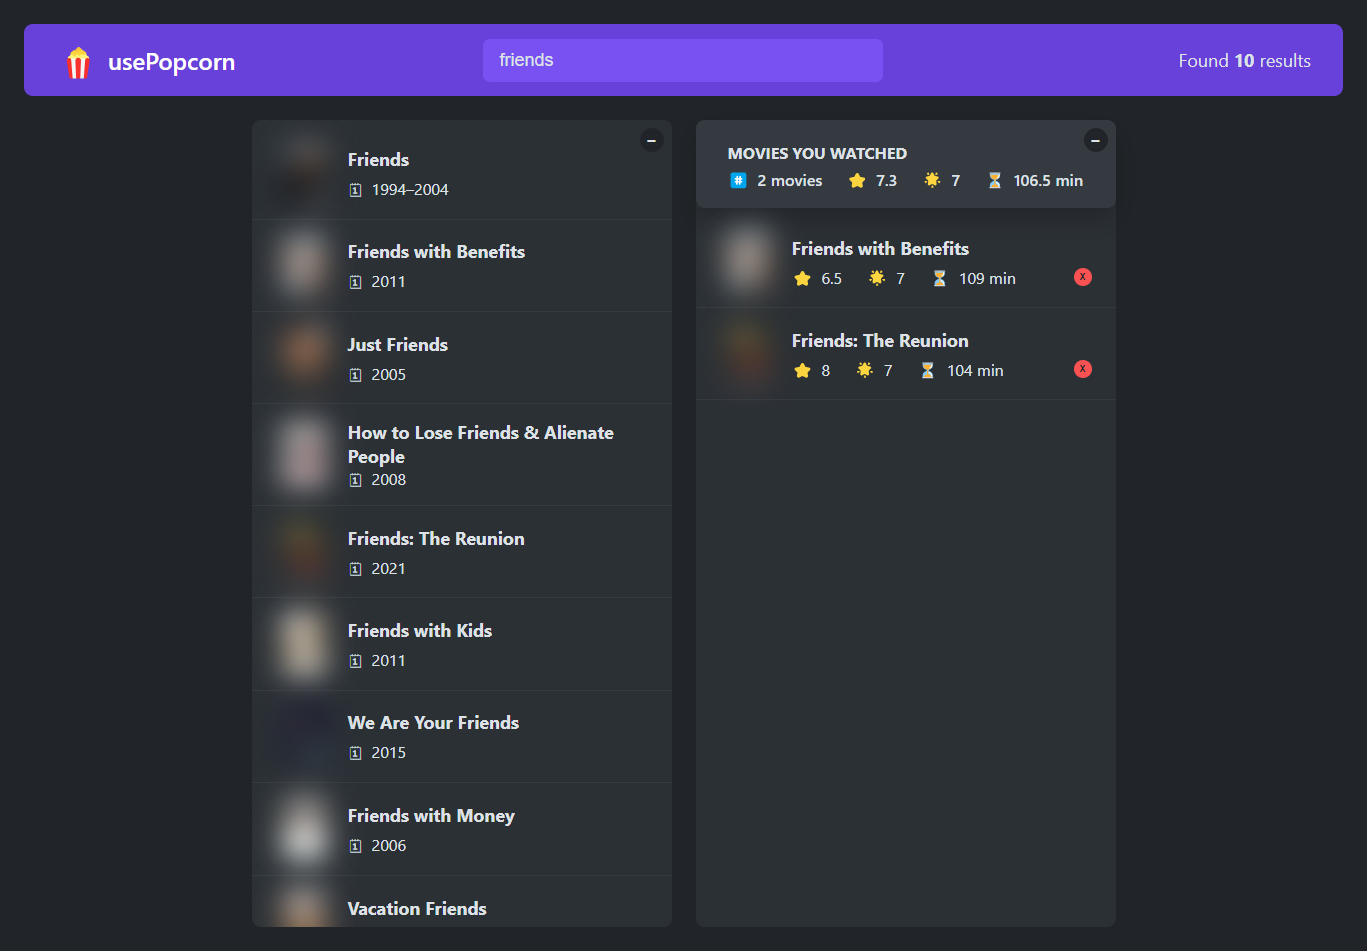 usePopcorn
friends
Found 10 results
Friends
1994–2004
Friends with Benefits
2011
Just Friends
2005
How to Lose Friends & Alienate
People
2008
Friends: The Reunion
2021
Friends with Kids
2011
We Are Your Friends
2015
Friends with Money
2006
Vacation Friends
MOVIES YOU WATCHED
2 movies 7.3 7 106.5 min
Friends with Benefits
6.5 7 109 min X
Friends: The Reunion
8 7 104 min X